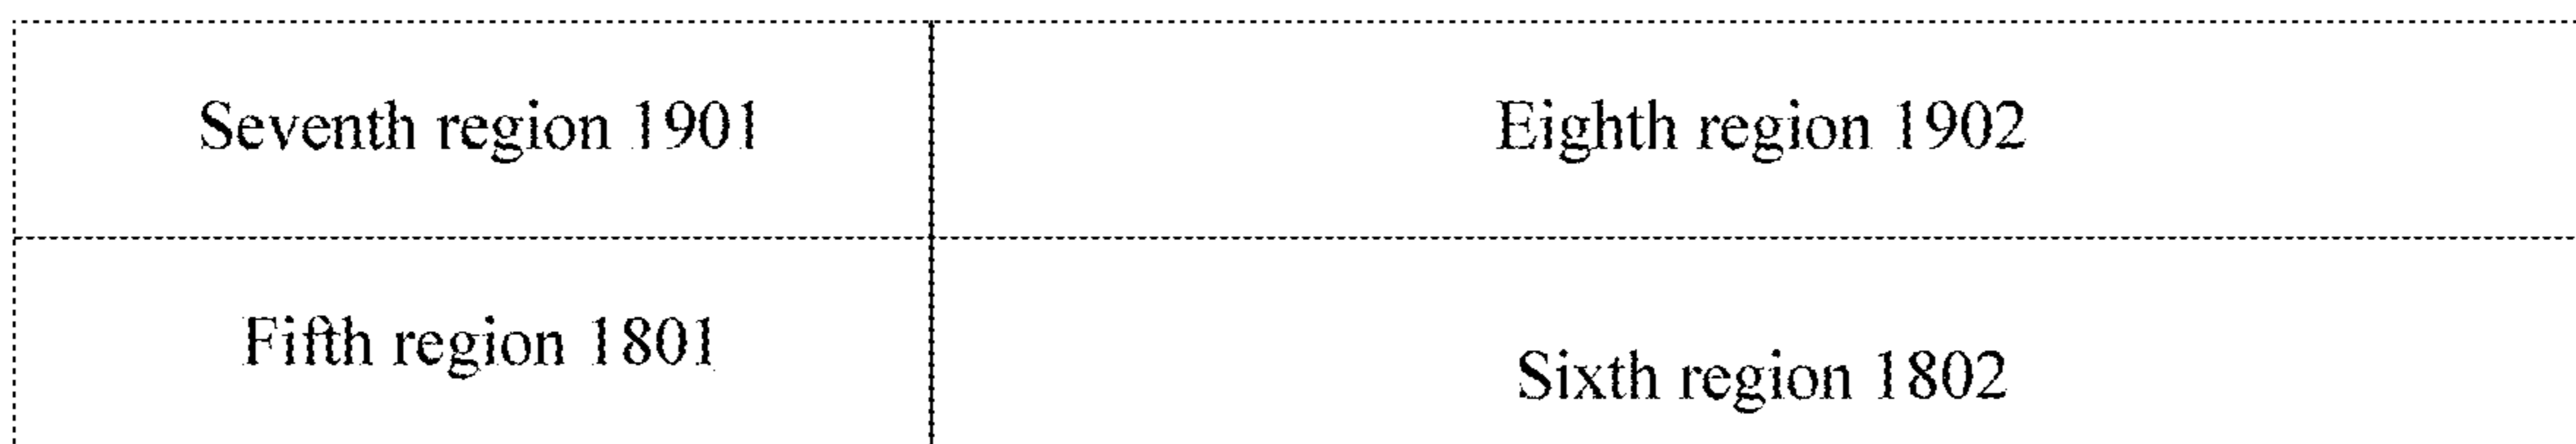 Seventh region 1901
Eighth region 1902
Fifth region 1801
Sixth region 1802